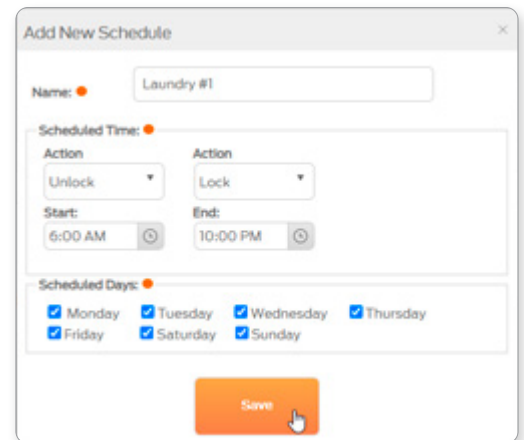 Add New Schedule ×
Name: Laundry #1
Scheduled Time:
Action Action
Unlock Lock
Start: End:
6:00 AM 10:00 PM
Scheduled Days:
Monday Tuesday Wednesday Thursday
Friday Saturday Sunday
Save